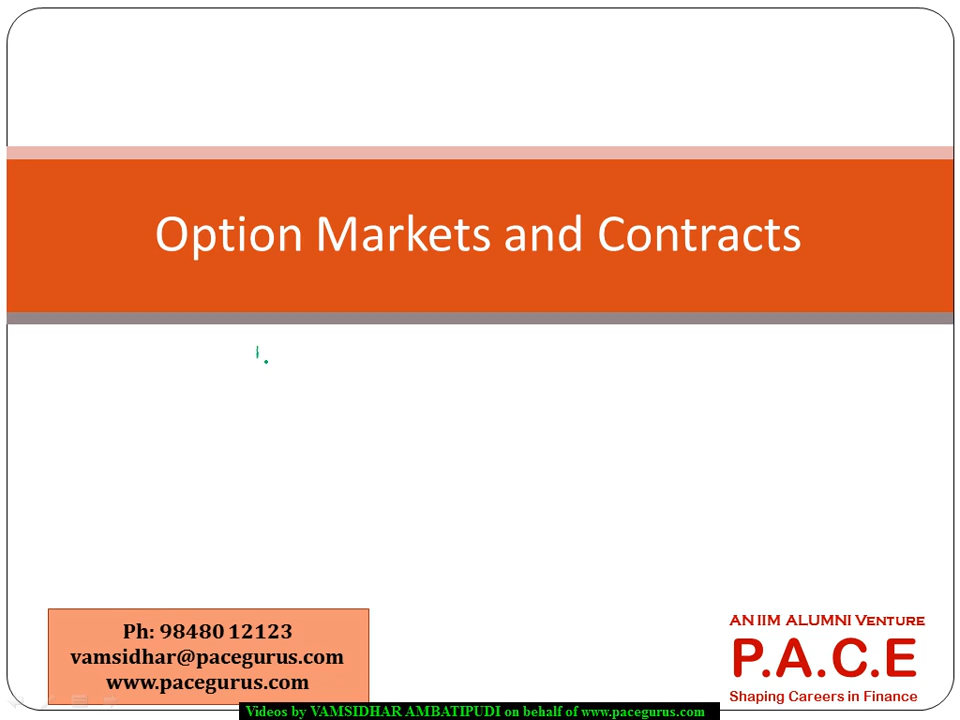 Option Markets and Contracts
Ph: 98480 12123
vamsidhar@pacegurus.com
www.pacegurus.com
AN IIM ALUMNI VENTURE
P.A.C.E
Shaping Careers in Finance
Videos by VAMSIDHAR AMBATIPUDI on behalf of www.pacegurus.com